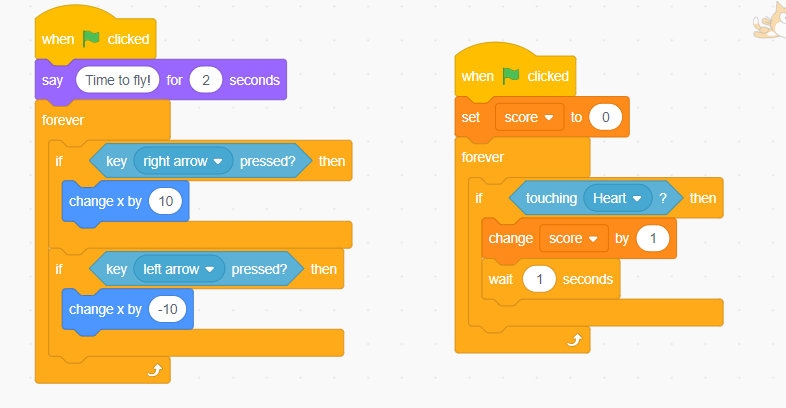 when clicked
say Time to fly! for 2 seconds
forever
if key right arrow pressed? then
change x by 10
if key left arrow pressed? then
change x by -10
when clicked
set score to 0
forever
if touching Heart ? then
change score by 1
wait 1 seconds